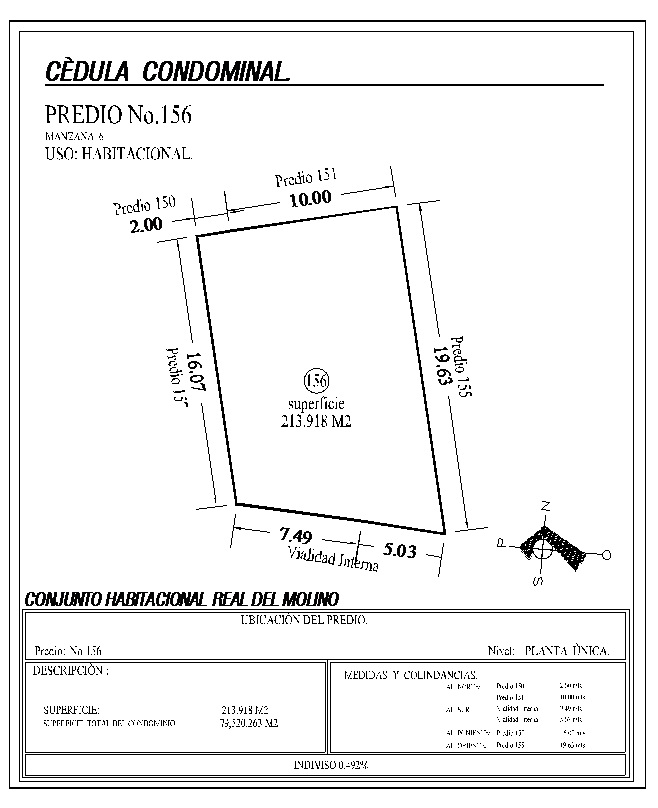 CÈDULA CONDOMINAL.
PREDIO No.156
MANZANA 6
USO: HABITACIONAL.
Predio 150
2.00
Predio 151
10.00
16.07
Predio 157
19.63
Predio 155
156
superficie
213.918 M2
7.49
5.03
Vialidad Interna
N
P
O
S
CONJUNTO HABITACIONAL REAL DEL MOLINO
UBICACIÒN DEL PREDIO.
Predio: No 156
Nivel: PLANTA ÙNICA.
DESCRIPCIÒN :
SUPERFICIE: 213.918 M2
SUPERFICIE TOTAL DEL CONDOMINIO 79,520.263 M2
MEDIDAS Y COLINDANCIAS.
AL NORTE Predio 150 2.00 mts
Predio 151 10.00 mts
AL SUR Vialidad Interna 7.49 mts
Vialidad Interna 5.03 mts
AL PONIENTE Predio 157 16.07 mts
AL ORIENTE Predio 155 19.63 mts
INDIVISO 0.492%